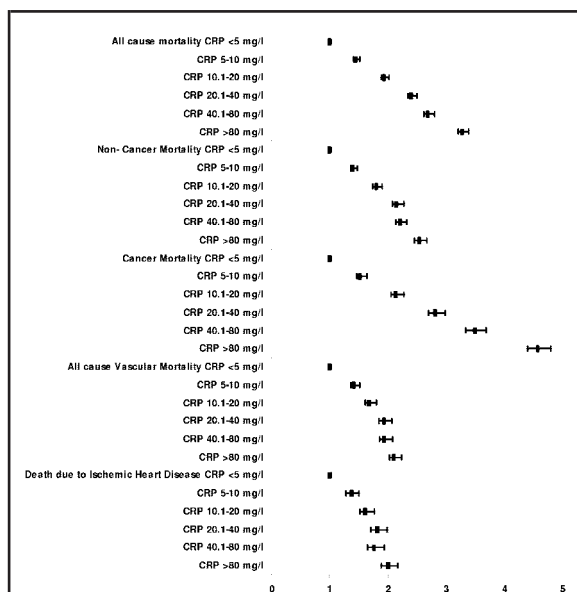 All cause mortality CRP <5 mg/l
CRP 5-10 mg/l
CRP 10.1-20 mg/l
CRP 20.1-40 mg/l
CRP 40.1-80 mg/l
CRP >80 mg/l
Non- Cancer Mortality CRP <5 mg/l
CRP 5-10 mg/l
CRP 10.1-20 mg/l
CRP 20.1-40 mg/l
CRP 40.1-80 mg/l
CRP >80 mg/l
Cancer Mortality CRP <5 mg/l
CRP 5-10 mg/l
CRP 10.1-20 mg/l
CRP 20.1-40 mg/l
CRP 40.1-80 mg/l
CRP >80 mg/l
All cause Vascular Mortality CRP <5 mg/l
CRP 5-10 mg/l
CRP 10.1-20 mg/l
CRP 20.1-40 mg/l
CRP 40.1-80 mg/l
CRP >80 mg/l
Death due to Ischemic Heart Disease CRP <5 mg/l
CRP 5-10 mg/l
CRP 10.1-20 mg/l
CRP 20.1-40 mg/l
CRP 40.1-80 mg/l
CRP >80 mg/l
0 1 2 3 4 5